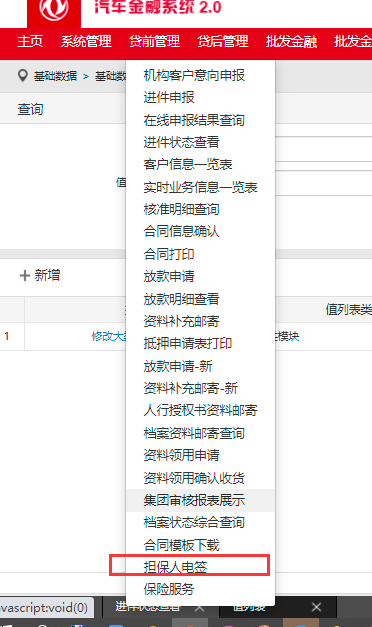 汽车金融系统 2.0
主页 系统管理 贷前管理 贷后管理 批发金融 批发金
基础数据 > 基础数
查询
值
+ 新增
值列表类
1 修改大 模块
机构客户意向申报
进件申报
在线申报结果查询
进件状态查看
客户信息一览表
实时业务信息一览表
核准明细查询
合同信息确认
合同打印
放款申请
放款明细查看
资料补充邮寄
抵押申请表打印
放款申请-新
资料补充邮寄-新
人行授权书资料邮寄
档案资料邮寄查询
资料领用申请
资料领用确认收货
集团审核报表展示
档案状态综合查询
合同模板下载
担保人电签
保险服务
avascript:void(0) 进件状态查看 × 值列表 ×